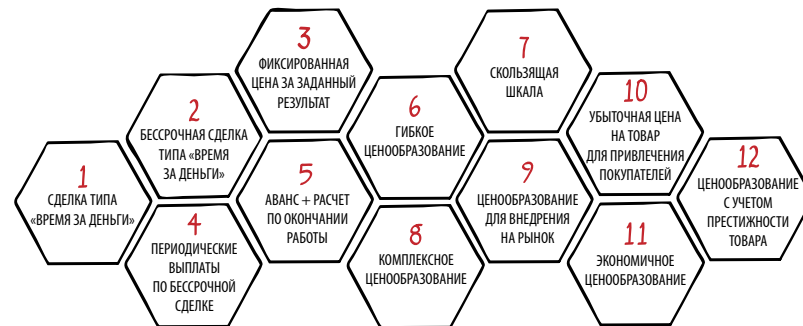 1
СДЕЛКА ТИПА
«ВРЕМЯ ЗА ДЕНЬГИ»
2
БЕССРОЧНАЯ СДЕЛКА
ТИПА «ВРЕМЯ
ЗА ДЕНЬГИ»
3
ФИКСИРОВАННАЯ
ЦЕНА ЗА ЗАДАННЫЙ
РЕЗУЛЬТАТ
4
ПЕРИОДИЧЕСКИЕ
ВЫПЛАТЫ
ПО БЕССРОЧНОЙ
СДЕЛКЕ
5
АВАНС + РАСЧЕТ
ПО ОКОНЧАНИИ
РАБОТЫ
6
ГИБКОЕ
ЦЕНООБРАЗОВАНИЕ
7
СКОЛЬЗЯЩАЯ
ШКАЛА
8
КОМПЛЕКСНОЕ
ЦЕНООБРАЗОВАНИЕ
9
ЦЕНООБРАЗОВАНИЕ
ДЛЯ ВНЕДРЕНИЯ
НА РЫНОК
10
УБЫТОЧНАЯ ЦЕНА
НА ТОВАР
ДЛЯ ПРИВЛЕЧЕНИЯ
ПОКУПАТЕЛЕЙ
11
ЭКОНОМИЧНОЕ
ЦЕНООБРАЗОВАНИЕ
12
ЦЕНООБРАЗОВАНИЕ
С УЧЕТОМ
ПРЕСТИЖНОСТИ
ТОВАРА